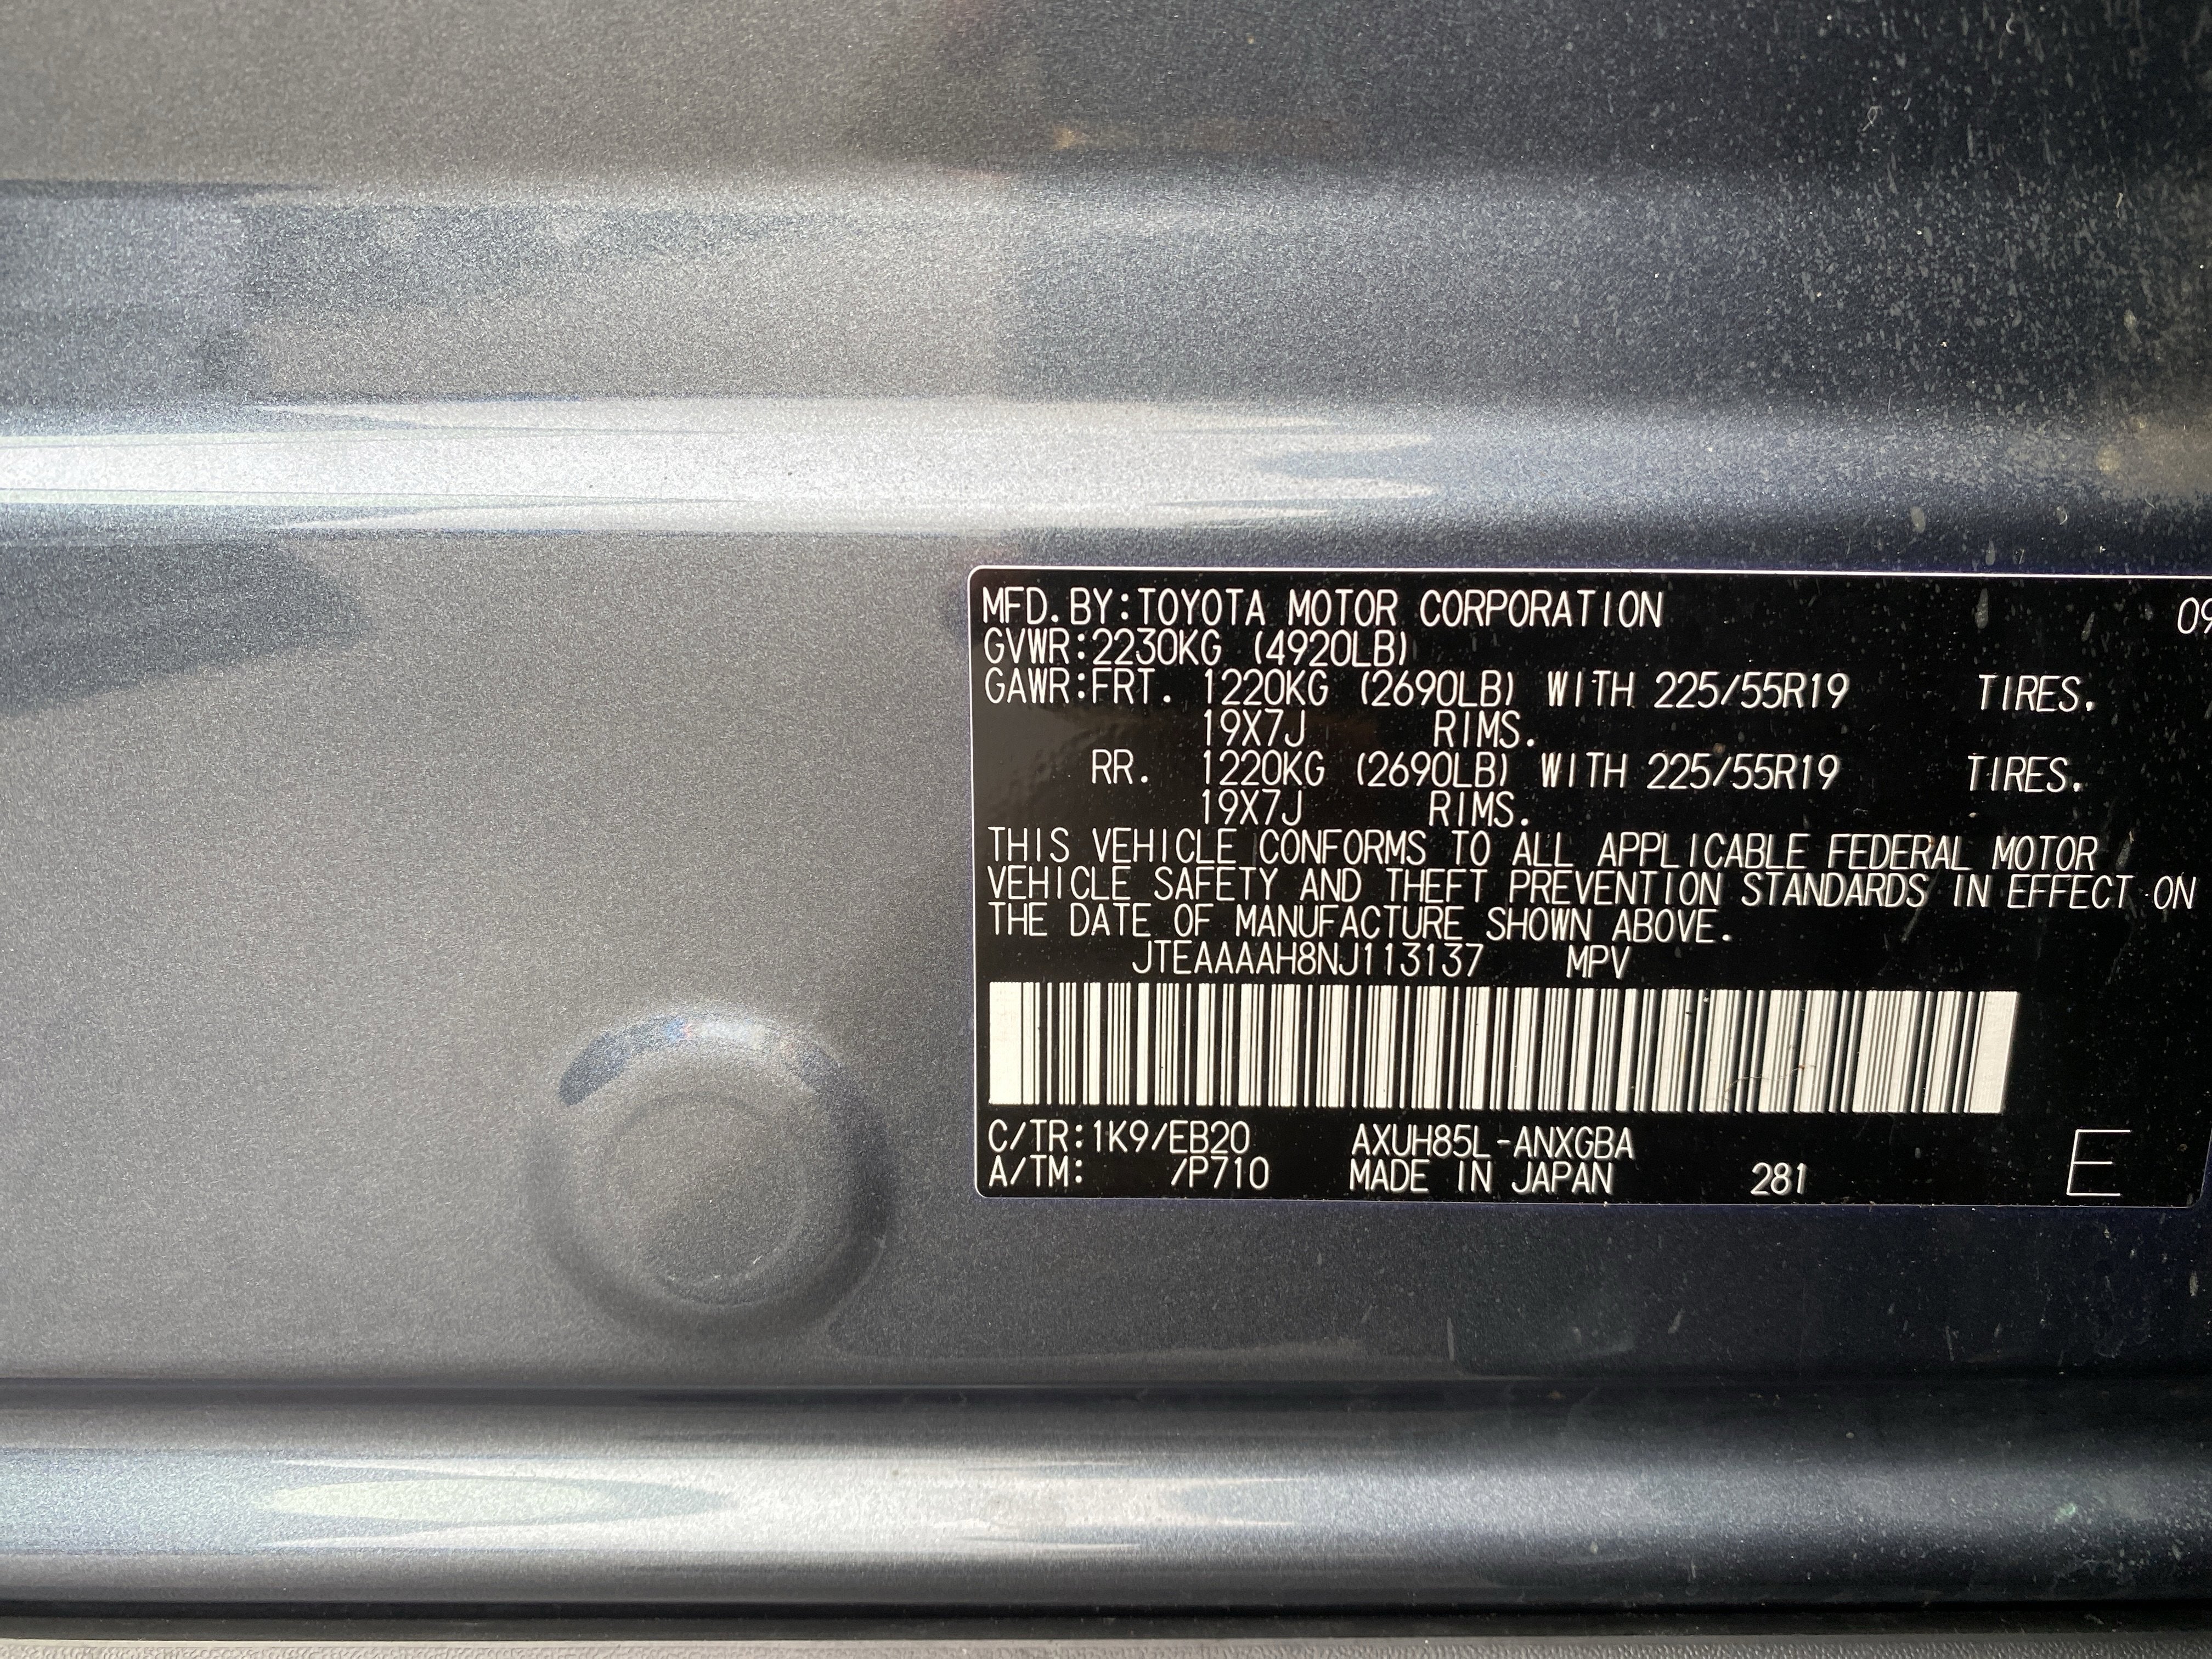 MFD.BY:TOYOTA MOTOR CORPORATION 09
GVWR:2230KG (4920LB)
GAWR:FRT. 1220KG (2690LB) WITH 225/55R19 TIRES.
19X7J RIMS.
RR. 1220KG (2690LB) WITH 225/55R19 TIRES.
19X7J RIMS.
THIS VEHICLE CONFORMS TO ALL APPLICABLE FEDERAL MOTOR
VEHICLE SAFETY AND THEFT PREVENTION STANDARDS IN EFFECT ON
THE DATE OF MANUFACTURE SHOWN ABOVE.
JTEAAAAH8NJ113137 MPV
C/TR:1K9/EB20 AXUH85L-ANXGBA
A/TM: /P710 MADE IN JAPAN 281 E